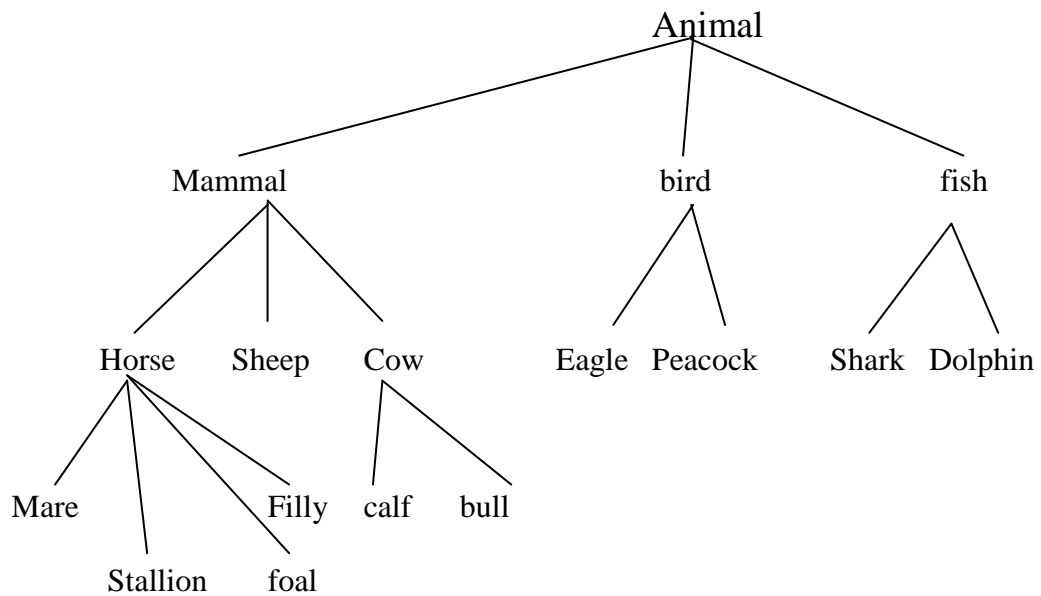 Animal
Mammal bird fish
Horse Sheep Cow Eagle Peacock Shark Dolphin
Mare Filly calf bull
Stallion foal